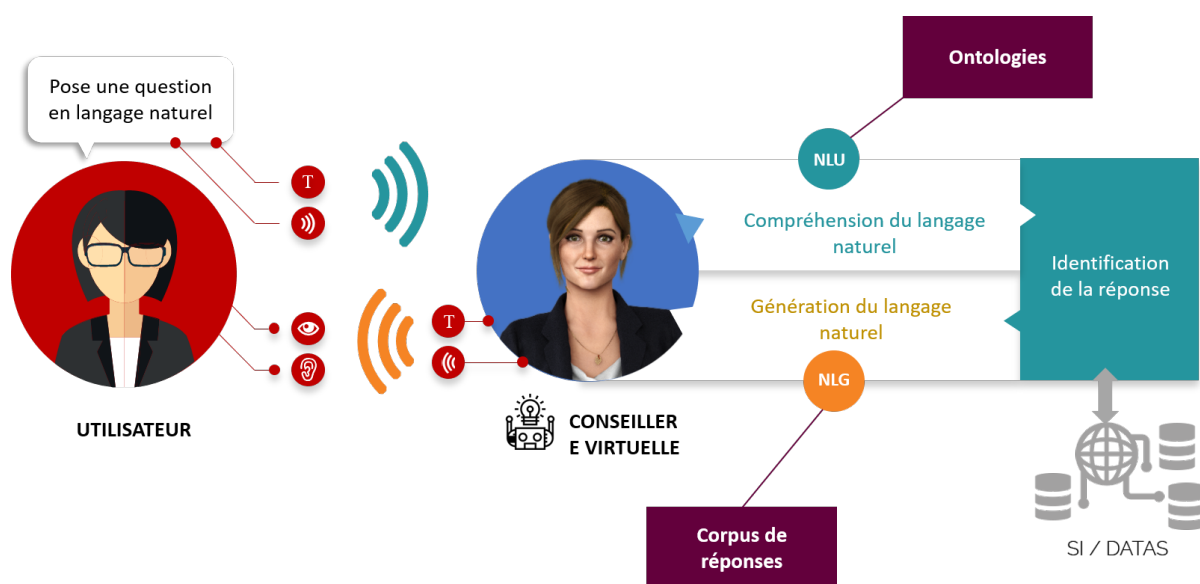 Pose une question
en langage naturel
T
UTILISATEUR
T
CONSEILLER
E VIRTUELLE
Ontologies
NLU
Compréhension du langage
naturel
Génération du langage
naturel
NLG
Corpus de
réponses
Identification
de la réponse
SI / DATAS